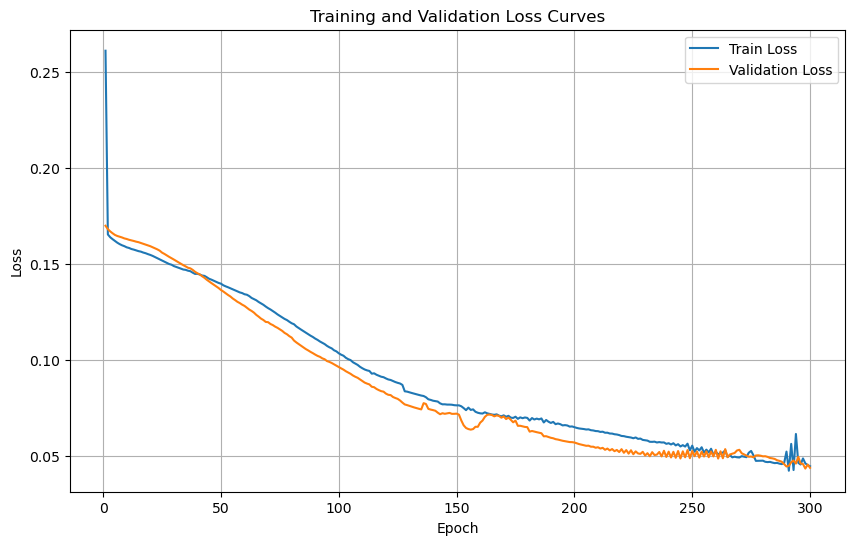 Training and Validation Loss Curves
Train Loss
Validation Loss
0.25
0.20
0.15
0.10
0.05
Loss
0
50
100
150
200
250
300
Epoch